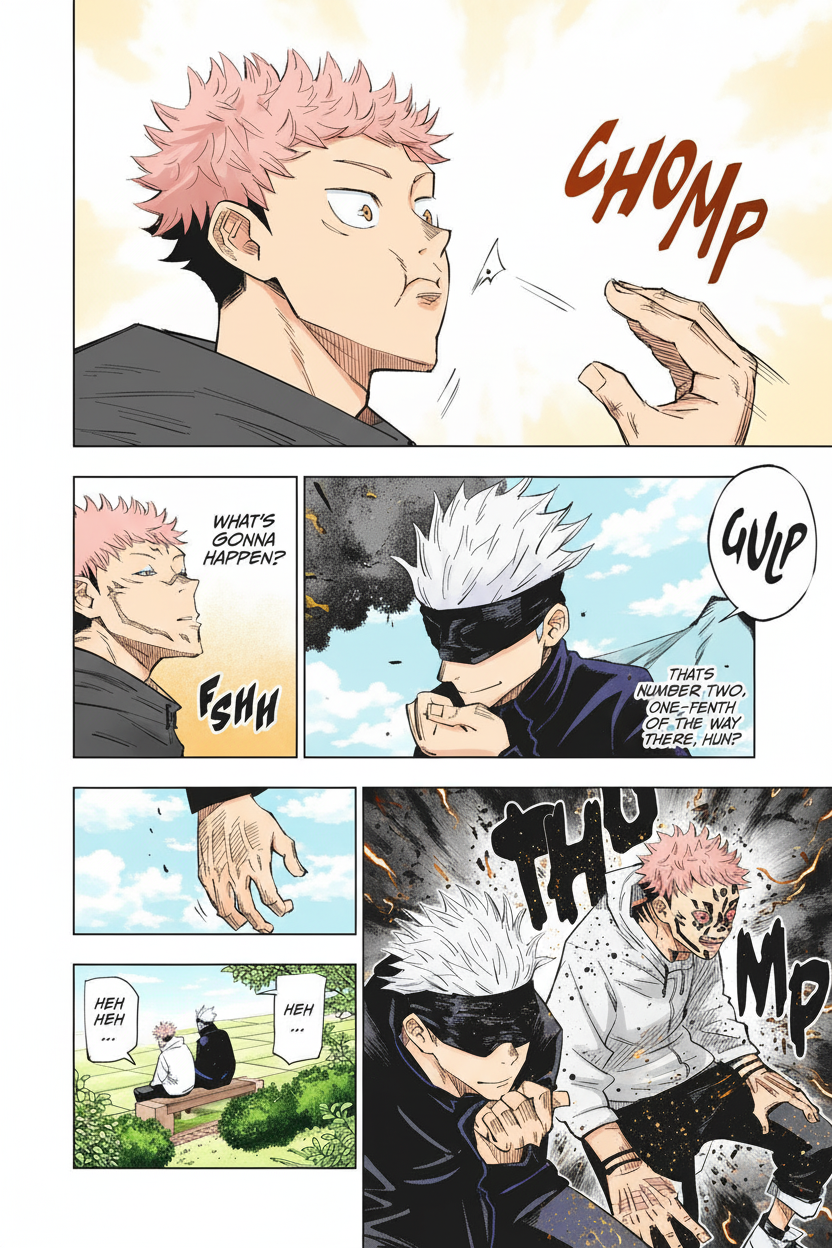 CHOMP
WHAT'S
GONNA
HAPPEN?
FSHH
GULP
THATS
NUMBER TWO,
ONE-FENTH
OF THE WAY
THERE, HUN?
THU
MP
HEH
HEH
...
HEH
...